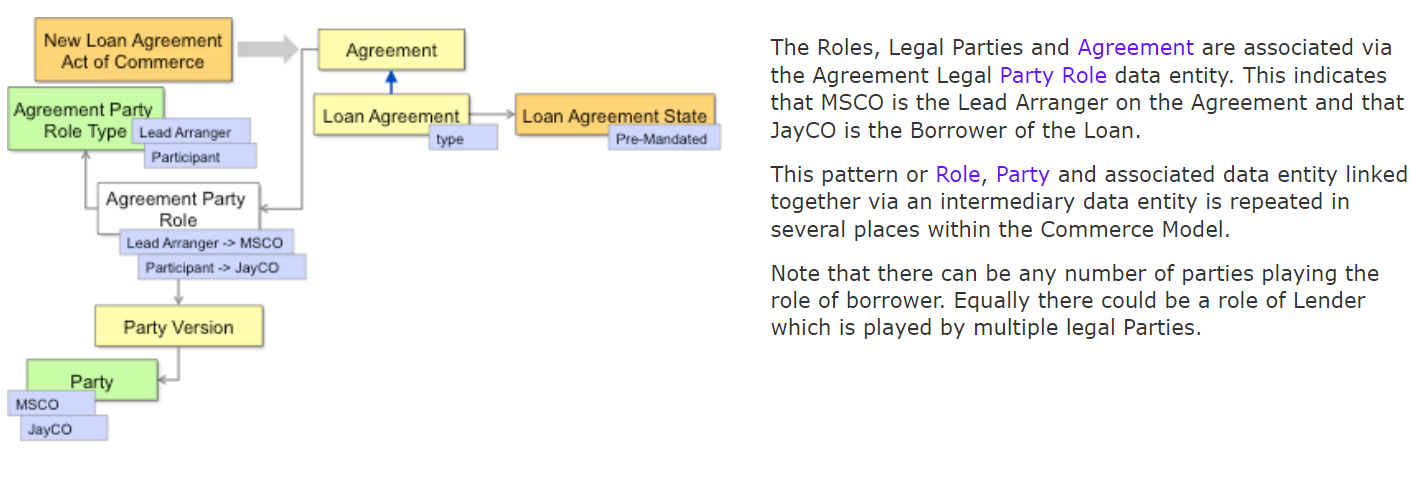 New Loan Agreement
Act of Commerce
Agreement
Agreement Party
Role Type
Lead Arranger
Participant
Loan Agreement
type
Loan Agreement State
Pre-Mandated
Agreement Party
Role
Lead Arranger -> MSCO
Participant -> JayCO
Party Version
Party
MSCO
JayCO
The Roles, Legal Parties and Agreement are associated via
the Agreement Legal Party Role data entity. This indicates
that MSCO is the Lead Arranger on the Agreement and that
JayCO is the Borrower of the Loan.
This pattern or Role, Party and associated data entity linked
together via an intermediary data entity is repeated in
several places within the Commerce Model.
Note that there can be any number of parties playing the
role of borrower. Equally there could be a role of Lender
which is played by multiple legal Parties.